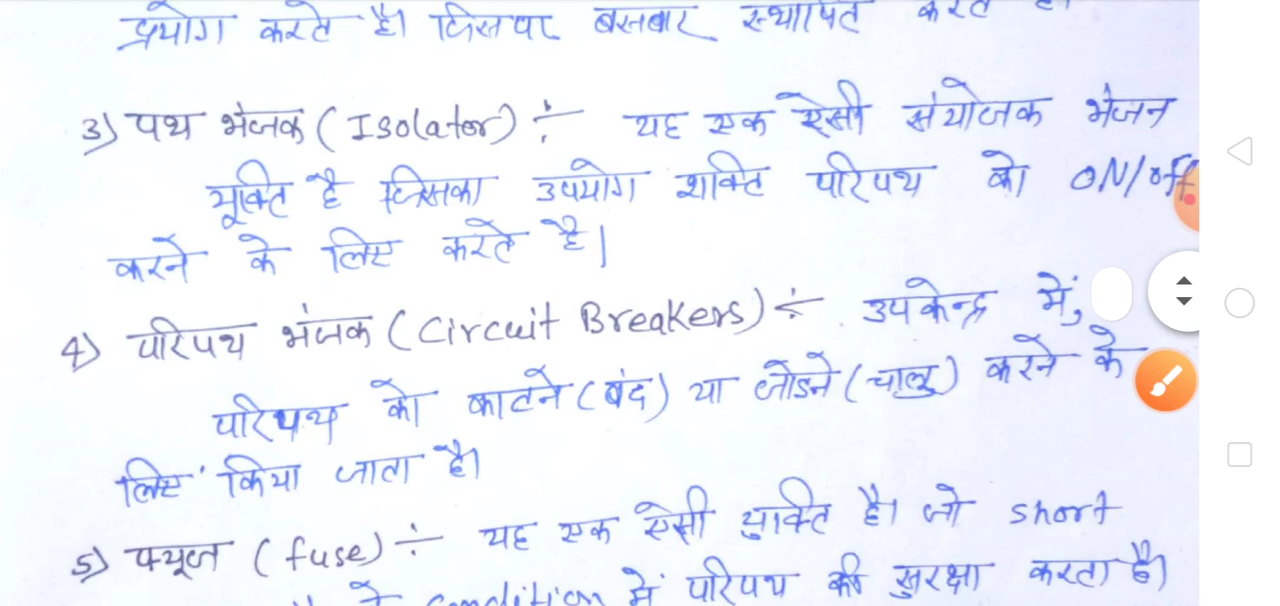 प्रयोग करते है। जिसपर बसबार स्थापित करते है।
3) पथ भंजक (Isolator) ÷ यह एक ऐसी संयोजक भंजन
यूक्ति है जिसका उपयोग शक्ति परिपथ को ON/off
करने के लिए करते है।
4) परिपथ भंजक (Circuit Breakers) ÷ उपकेन्द्र में,
परिपथ को काटने (बंद) या जोडने (चालु) करने के
लिए किया जाता है।
5) फ्यूज (fuse) ÷ यह एक ऐसी युक्ति है। जो short
condition में परिपथ की सुरक्षा करता है।